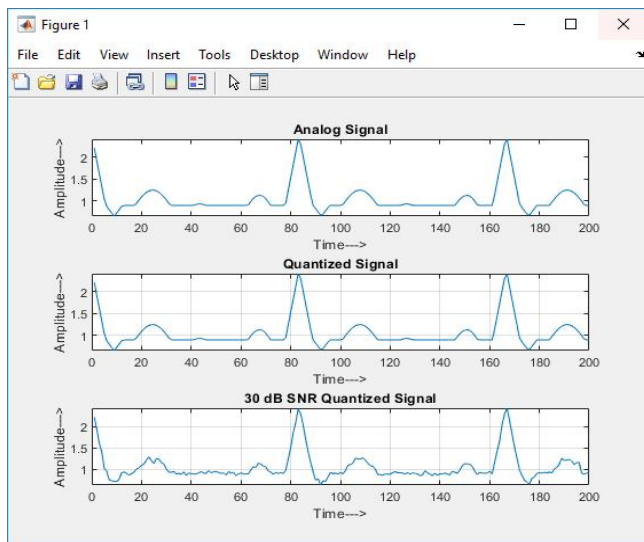 Figure 1
File Edit View Insert Tools Desktop Window Help
Analog Signal
Amplitude--->
2
1.5
1
0 20 40 60 80 100 120 140 160 180 200
Time--->
Quantized Signal
Amplitude--->
2
1.5
1
0 20 40 60 80 100 120 140 160 180 200
Time--->
30 dB SNR Quantized Signal
Amplitude--->
2
1.5
1
0 20 40 60 80 100 120 140 160 180 200
Time--->